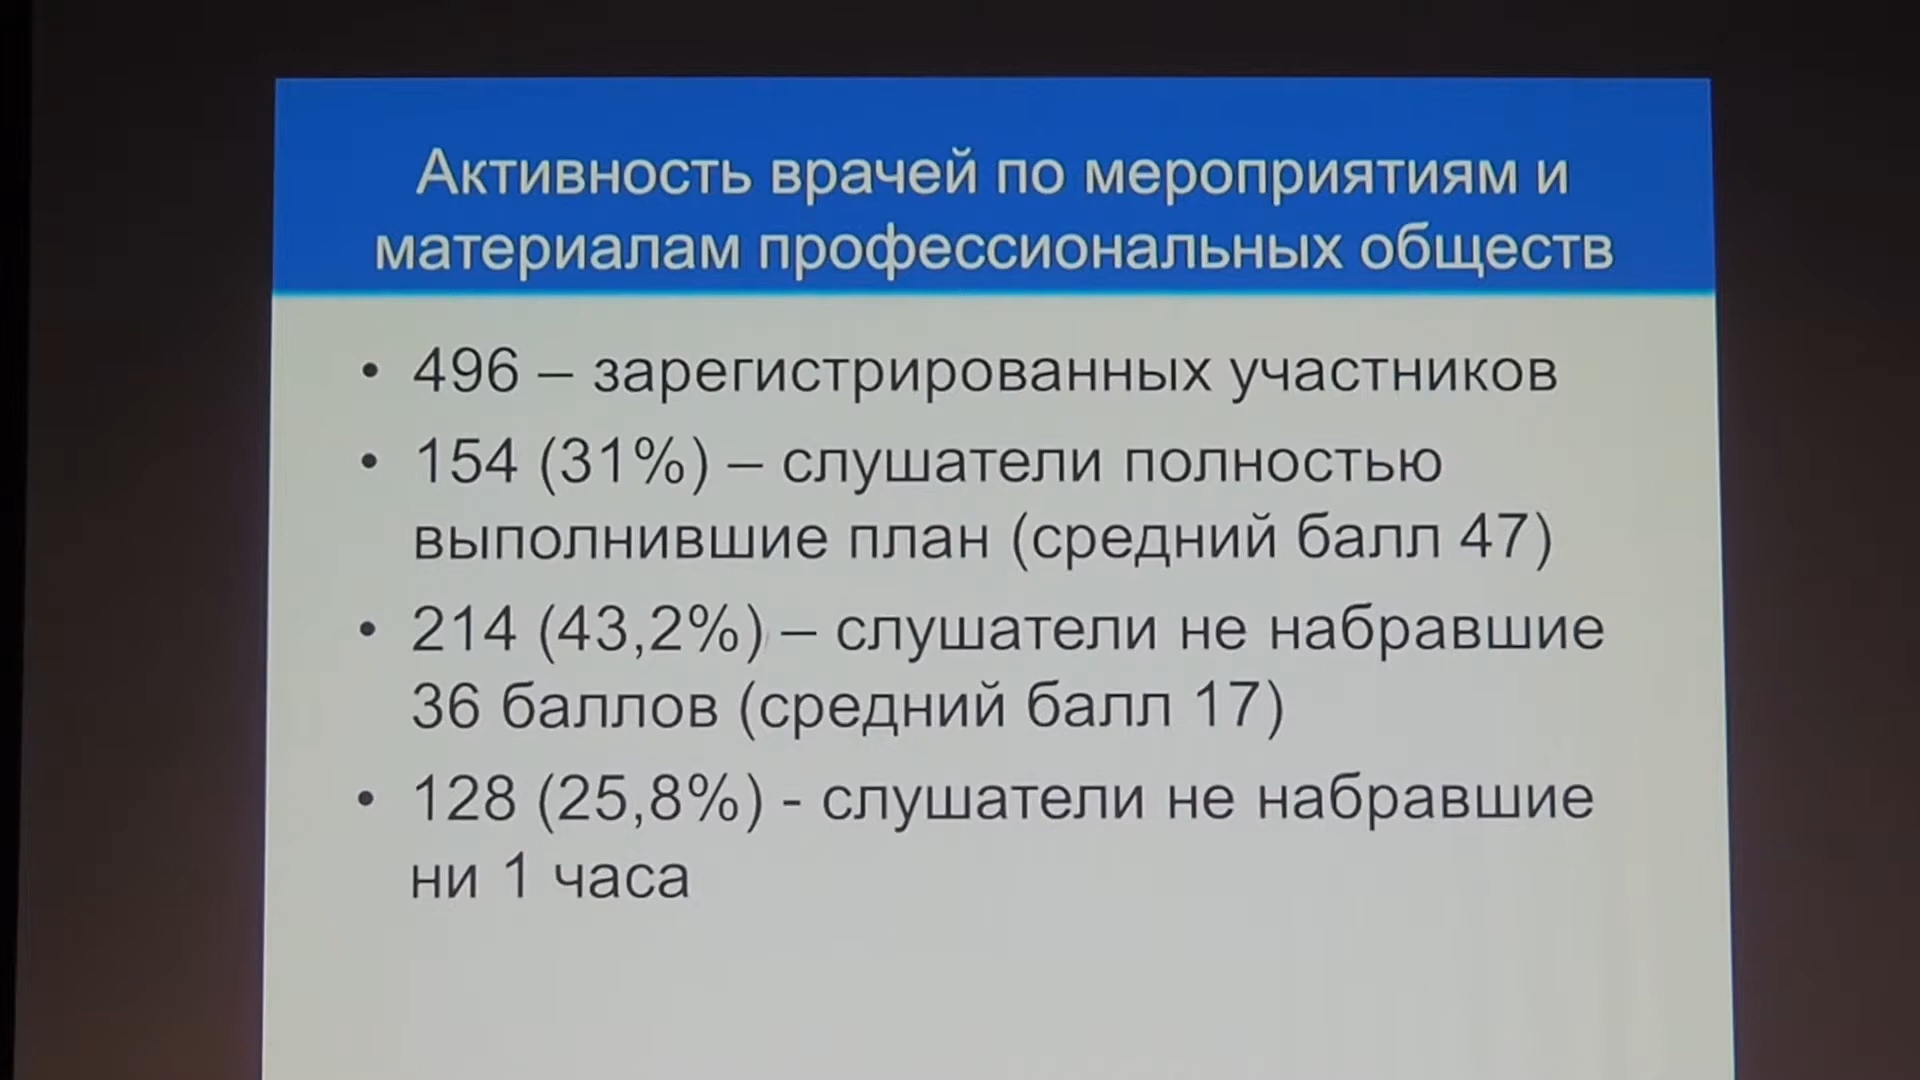 Активность врачей по мероприятиям и
материалам профессиональных обществ
• 496 – зарегистрированных участников
• 154 (31%) – слушатели полностью
выполнившие план (средний балл 47)
• 214 (43,2%) – слушатели не набравшие
36 баллов (средний балл 17)
• 128 (25,8%) - слушатели не набравшие
ни 1 часа